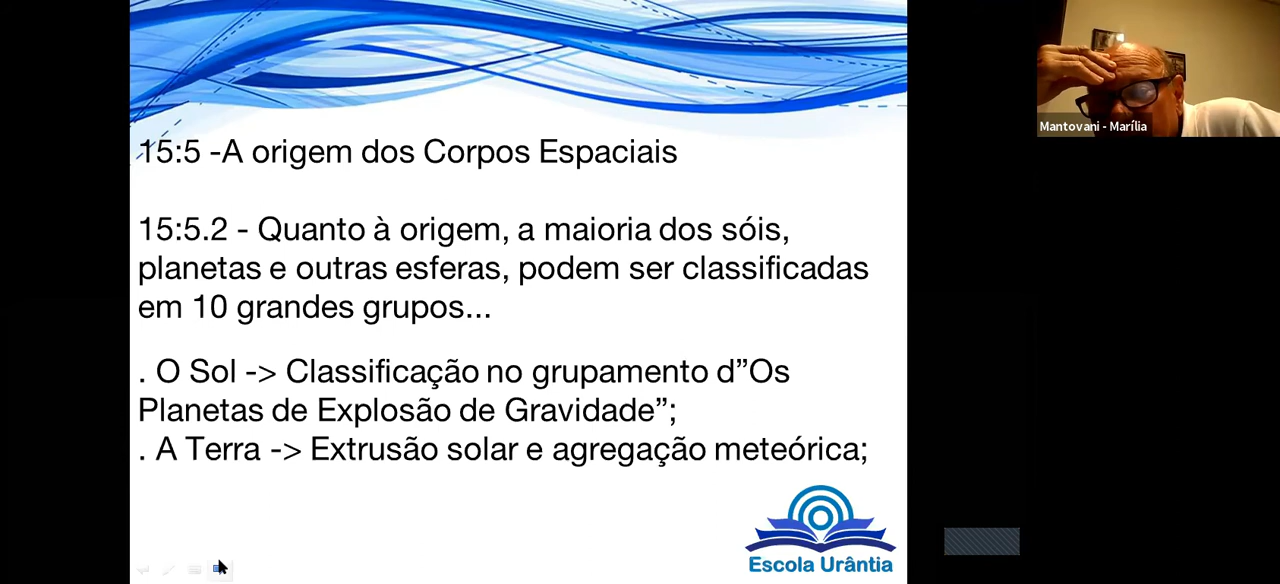 15:5 -A origem dos Corpos Espaciais
15:5.2 - Quanto à origem, a maioria dos sóis,
planetas e outras esferas, podem ser classificadas
em 10 grandes grupos...
. O Sol -> Classificação no grupamento d”Os
Planetas de Explosão de Gravidade”;
. A Terra -> Extrusão solar e agregação meteórica;
Escola Urântia
Mantovani - Marília